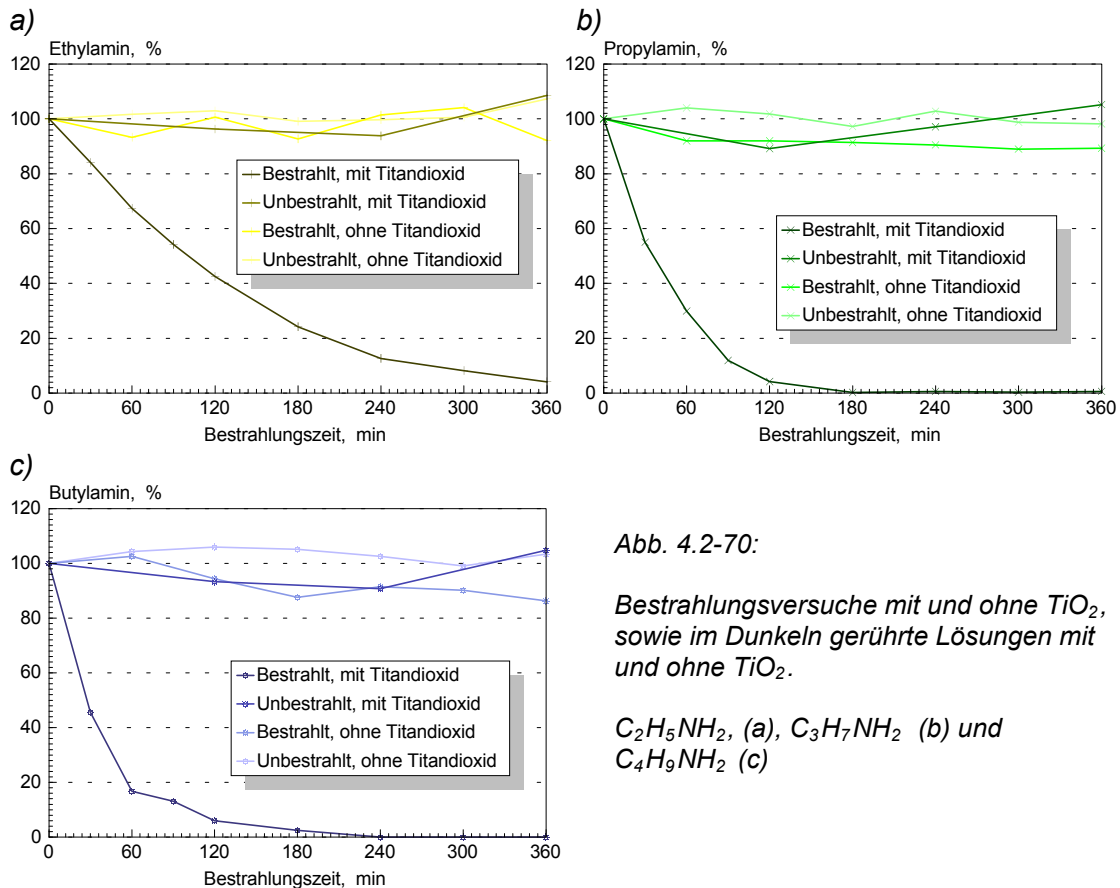 a)
Ethylamin, %
120
100
80
60
40
20
0
0 60 120 180 240 300 360
Bestrahlungszeit, min
Bestrahlt, mit Titandioxid
Unbestrahlt, mit Titandioxid
Bestrahlt, ohne Titandioxid
Unbestrahlt, ohne Titandioxid
b)
Propylamin, %
120
100
80
60
40
20
0
0 60 120 180 240 300 360
Bestrahlungszeit, min
Bestrahlt, mit Titandioxid
Unbestrahlt, mit Titandioxid
Bestrahlt, ohne Titandioxid
Unbestrahlt, ohne Titandioxid
c)
Butylamin, %
120
100
80
60
40
20
0
0 60 120 180 240 300 360
Bestrahlungszeit, min
Bestrahlt, mit Titandioxid
Unbestrahlt, mit Titandioxid
Bestrahlt, ohne Titandioxid
Unbestrahlt, ohne Titandioxid
Abb. 4.2-70:
Bestrahlungsversuche mit und ohne TiO₂,
sowie im Dunkeln gerührte Lösungen mit
und ohne TiO₂.
C₂H₅NH₂, (a), C₃H₇NH₂ (b) und
C₄H₉NH₂ (c)